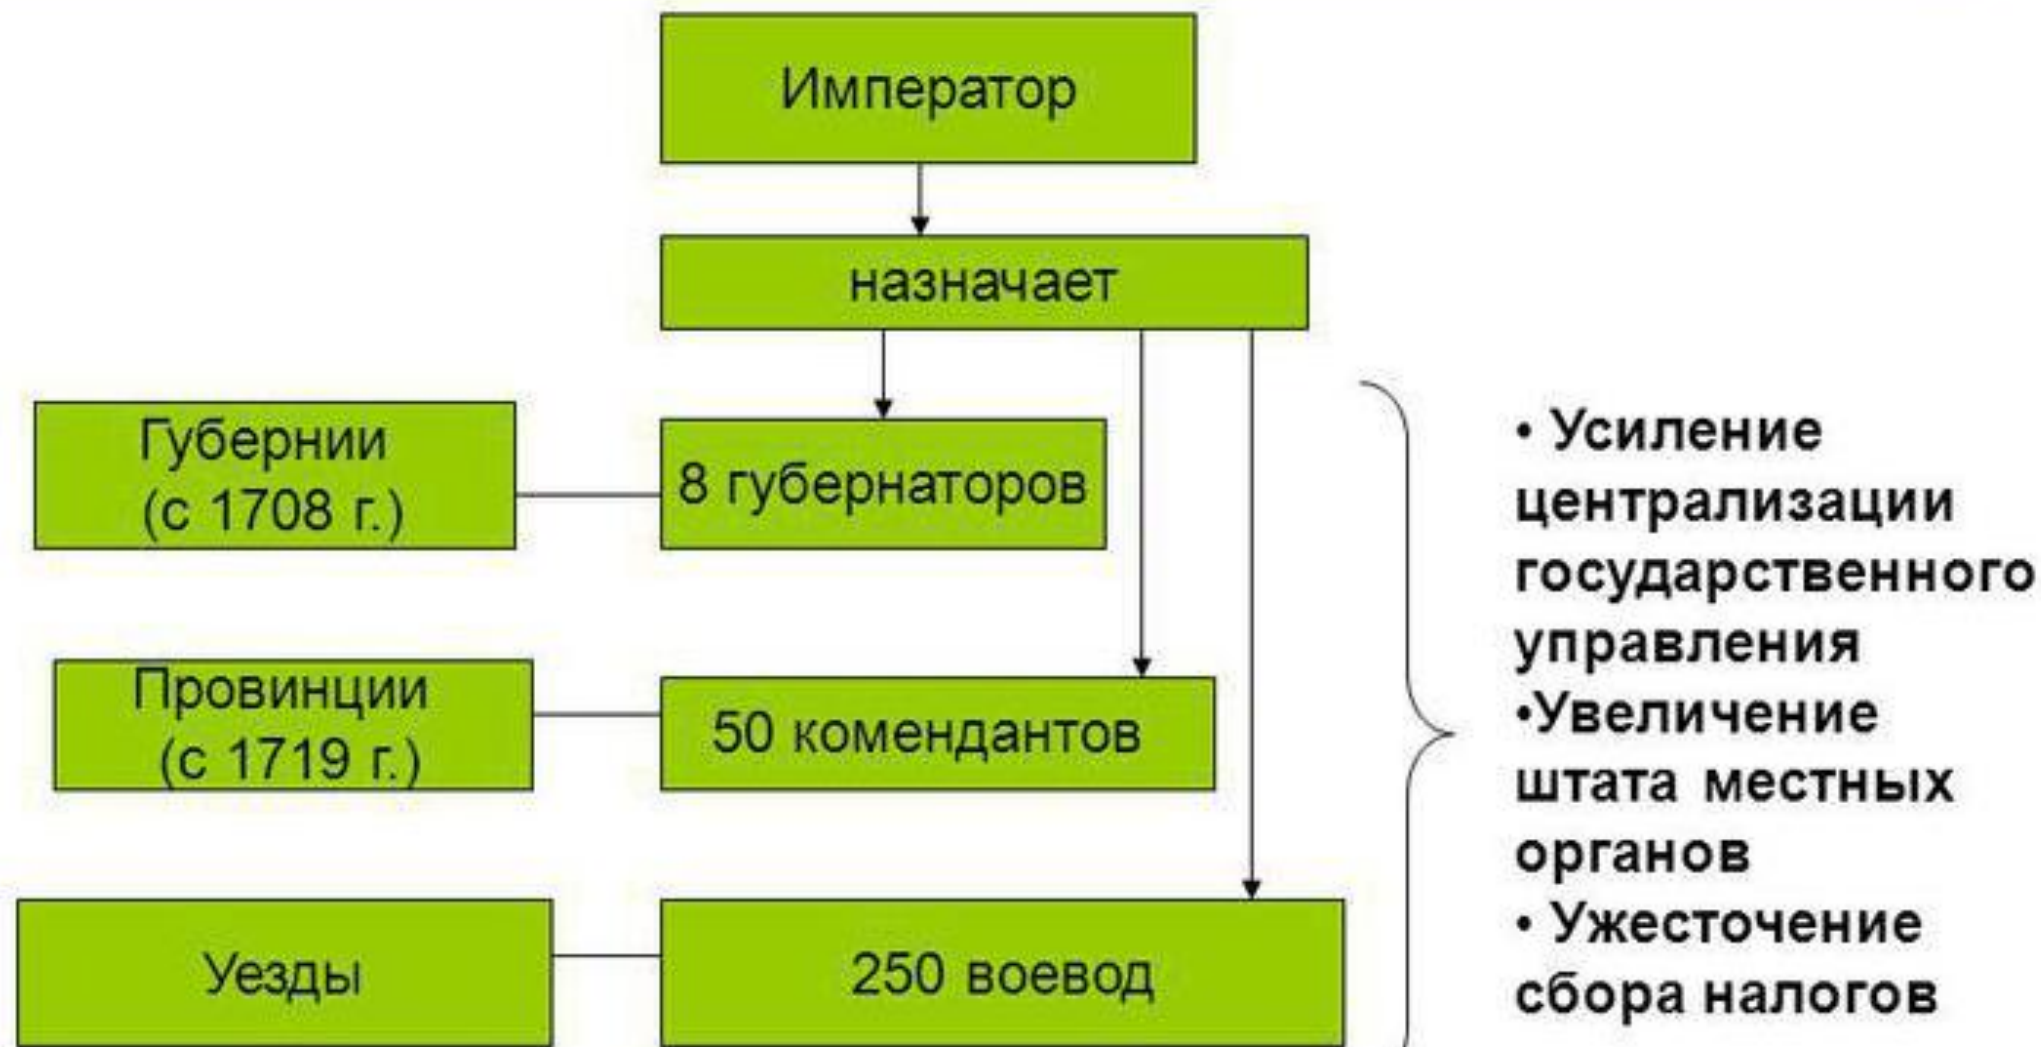 Император
назначает
Губернии
(с 1708 г.)
8 губернаторов
Провинции
(с 1719 г.)
50 комендантов
Уезды
250 воевод
• Усиление
централизации
государственного
управления
•Увеличение
штата местных
органов
• Ужесточение
сбора налогов